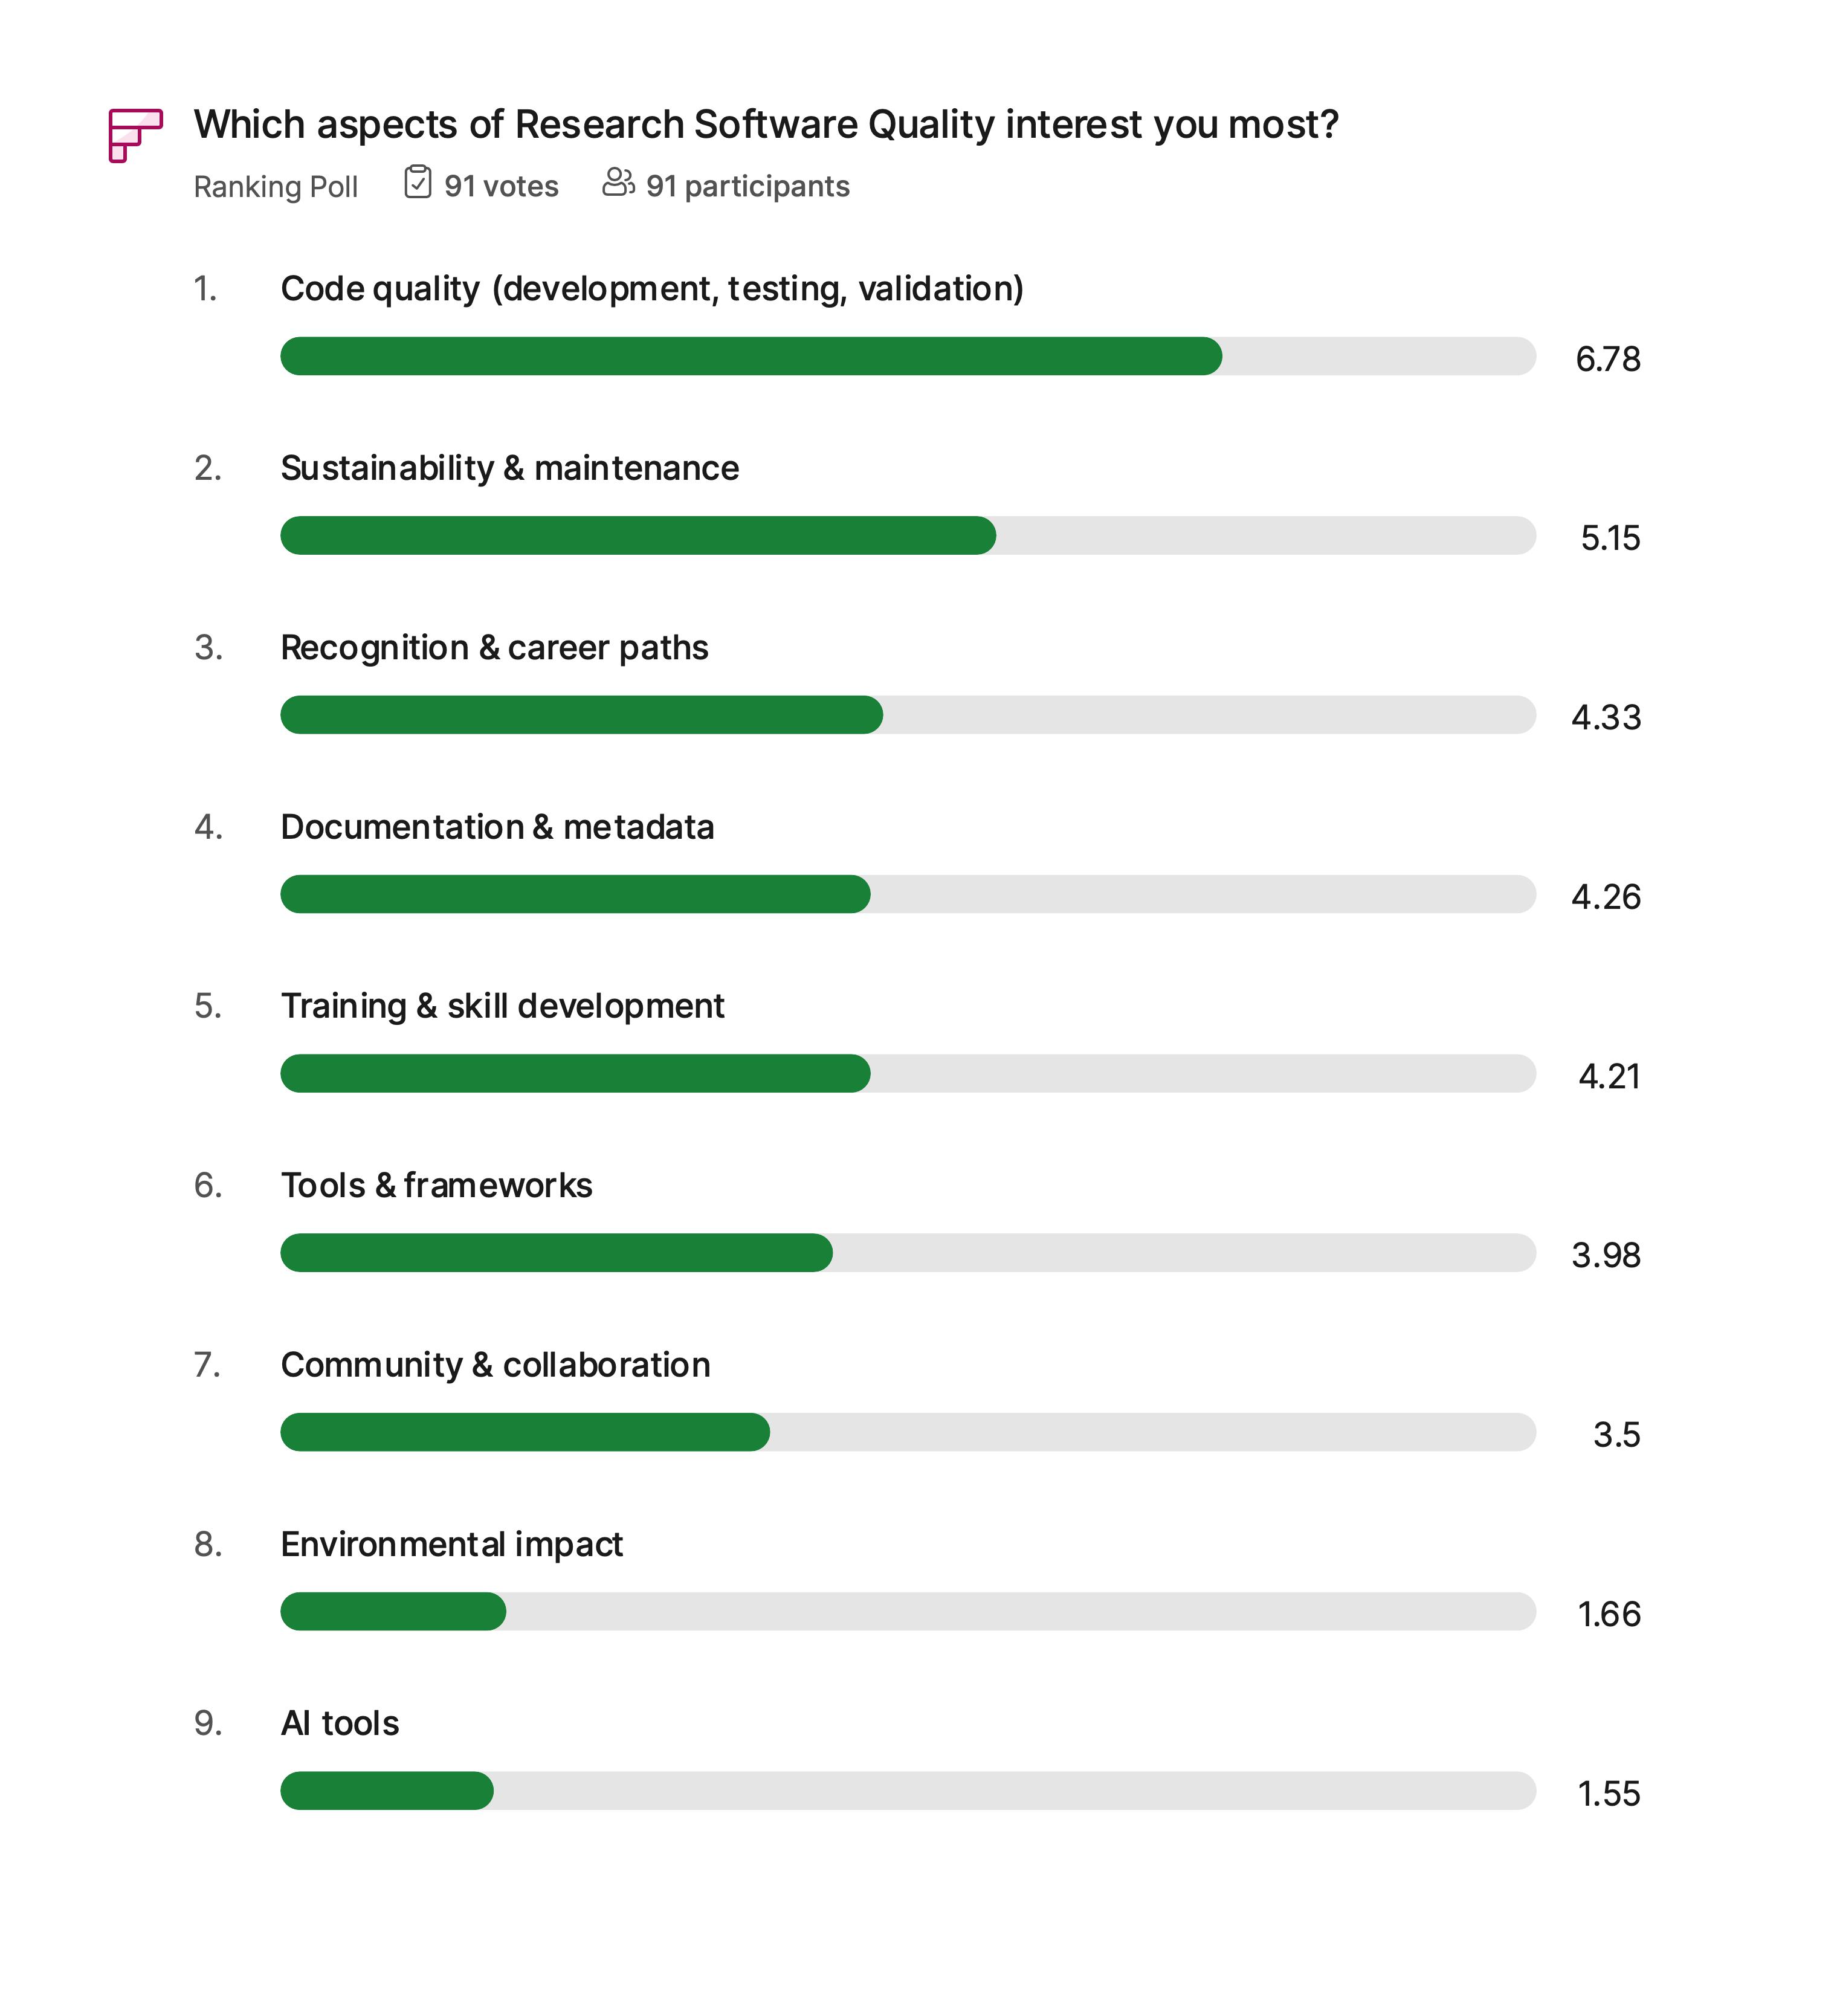 Which aspects of Research Software Quality interest you most?
Ranking Poll 91 votes 91 participants
1. Code quality (development, testing, validation)
6.78
2. Sustainability & maintenance
5.15
3. Recognition & career paths
4.33
4. Documentation & metadata
4.26
5. Training & skill development
4.21
6. Tools & frameworks
3.98
7. Community & collaboration
3.5
8. Environmental impact
1.66
9. AI tools
1.55